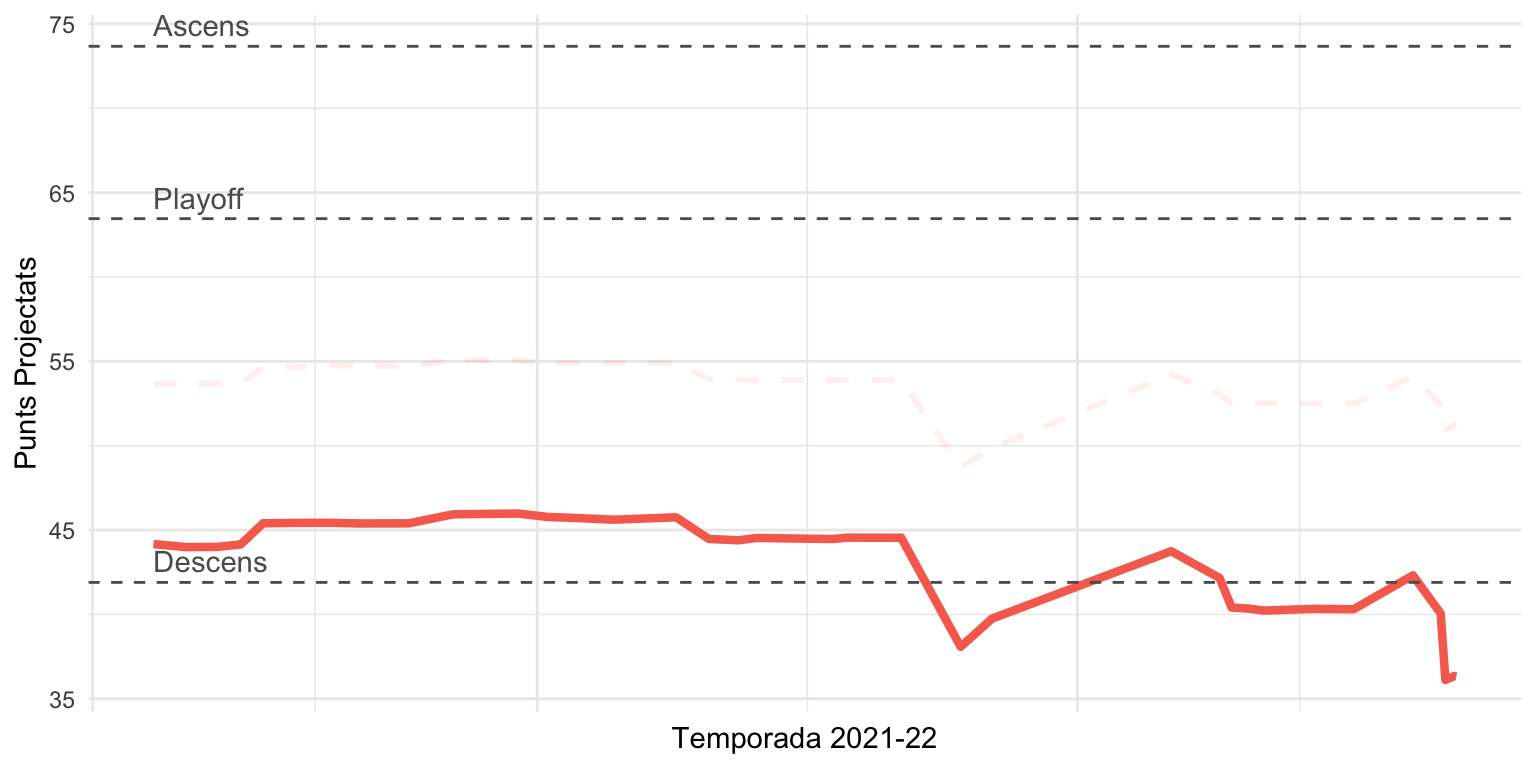 75
Ascens
65
Playoff
55
Punts Projectats
45
Descens
35
Temporada 2021-22